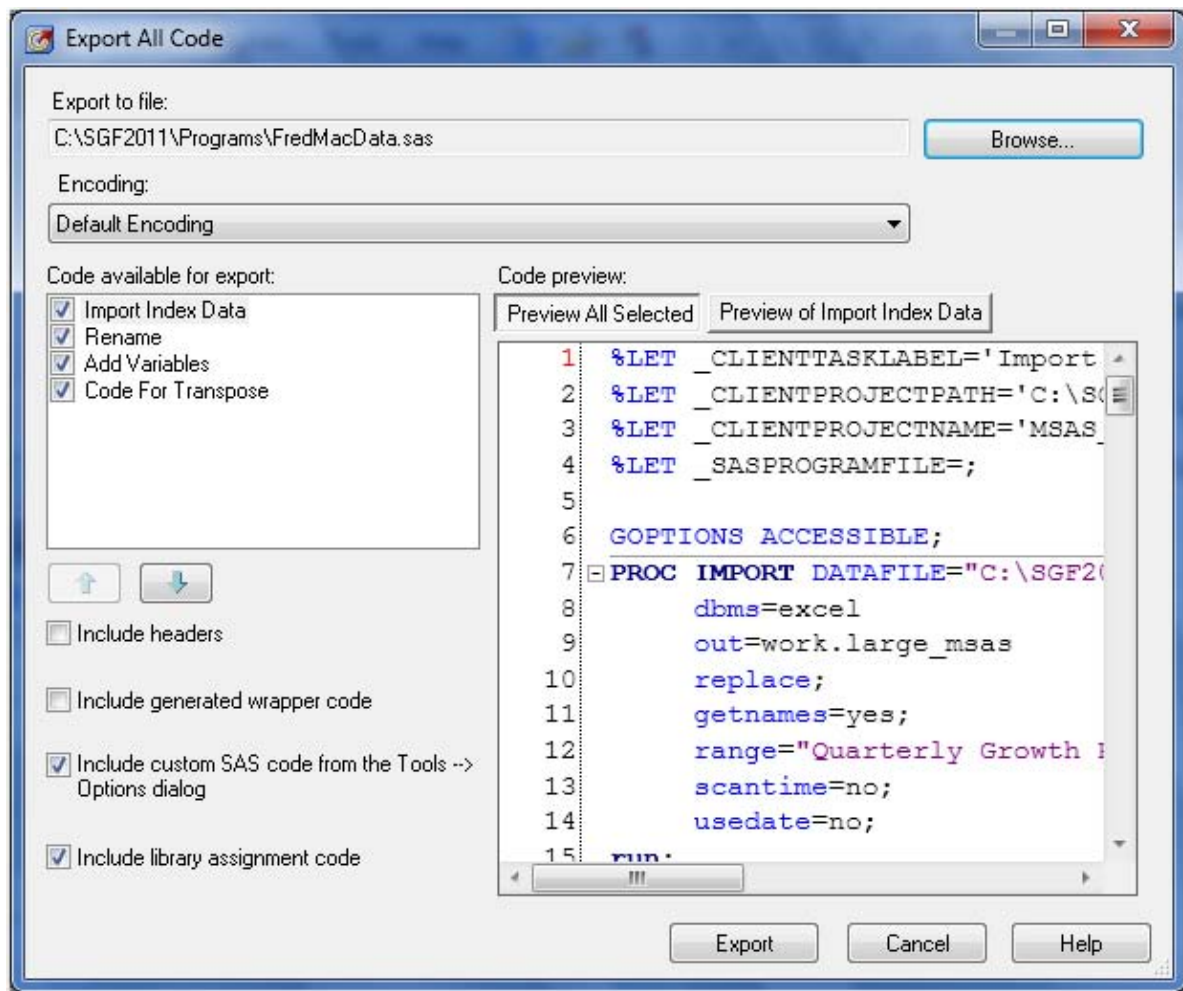 Export All Code
Export to file:
C:\SGF2011\Programs\FredMacData.sas
Browse...
Encoding:
Default Encoding
Code available for export:
Import Index Data
Rename
Add Variables
Code For Transpose
Include headers
Include generated wrapper code
Include custom SAS code from the Tools -->
Options dialog
Include library assignment code
Code preview:
Preview All Selected
Preview of Import Index Data
1 %LET _CLIENTTASKLABEL='Import
2 %LET _CLIENTPROJECTPATH='C:\S
3 %LET _CLIENTPROJECTNAME='MSAS_
4 %LET _SASPROGRAMFILE=;
5
6 GOPTIONS ACCESSIBLE;
7 PROC IMPORT DATAFILE="C:\SGF2
8 dbms=excel
9 out=work.large_msas
10 replace;
11 getnames=yes;
12 range="Quarterly Growth
13 scantime=no;
14 usedate=no;
15 run;
Export
Cancel
Help